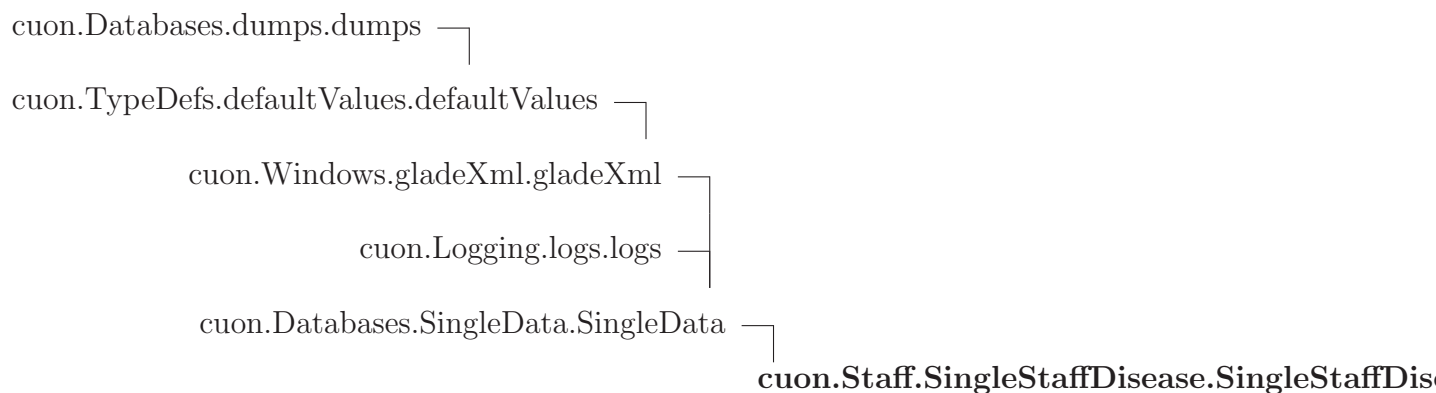 cuon.Databases.dumps.dumps
cuon.TypeDefs.defaultValues.defaultValues
cuon.Windows.gladeXml.gladeXml
cuon.Logging.logs.logs
cuon.Databases.SingleData.SingleData
cuon.Staff.SingleStaffDisease.SingleStaffDise